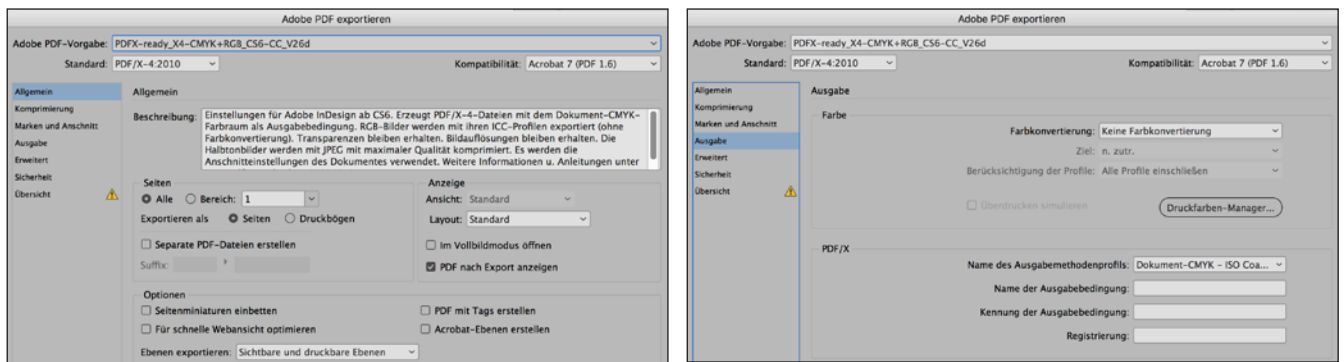 Adobe PDF exportieren
Adobe PDF-Vorgabe: PDFX-ready_X4-CMYK+RGB_CS6-CC_V26d
Standard: PDF/X-4:2010 Kompatibilität: Acrobat 7 (PDF 1.6)
Allgemein
Komprimierung
Marken und Anschnitt
Ausgabe
Erweitert
Sicherheit
Übersicht
Allgemein
Beschreibung: Einstellungen für Adobe InDesign ab CS6. Erzeugt PDF/X-4-Dateien mit dem Dokument-CMYK-
Farbraum als Ausgabebedingung. RGB-Bilder werden mit ihren ICC-Profilen exportiert (ohne
Farbkonvertierung). Transparenzen bleiben erhalten. Bildauflösungen bleiben erhalten. Die
Halbtonbilder werden mit JPEG mit maximaler Qualität komprimiert. Es werden die
Anschnitteinstellungen des Dokumentes verwendet. Weitere Informationen u. Anleitungen unter
Seiten
Alle Bereich: 1
Exportieren als Seiten Druckbögen
Separate PDF-Dateien erstellen
Suffix:
Anzeige
Ansicht: Standard
Layout: Standard
Im Vollbildmodus öffnen
PDF nach Export anzeigen
Optionen
Seitenminiaturen einbetten PDF mit Tags erstellen
Für schnelle Webansicht optimieren Acrobat-Ebenen erstellen
Ebenen exportieren: Sichtbare und druckbare Ebenen
Adobe PDF exportieren
Adobe PDF-Vorgabe: PDFX-ready_X4-CMYK+RGB_CS6-CC_V26d
Standard: PDF/X-4:2010 Kompatibilität: Acrobat 7 (PDF 1.6)
Allgemein
Komprimierung
Marken und Anschnitt
Ausgabe
Erweitert
Sicherheit
Übersicht
Ausgabe
Farbe
Farbkonvertierung: Keine Farbkonvertierung
Ziel: n. zutr.
Berücksichtigung der Profile: Alle Profile einschließen
Überdrucken simulieren Druckfarben-Manager...
PDF/X
Name des Ausgabemethodenprofils: Dokument-CMYK - ISO Coa...
Name der Ausgabebedingung:
Kennung der Ausgabebedingung:
Registrierung: